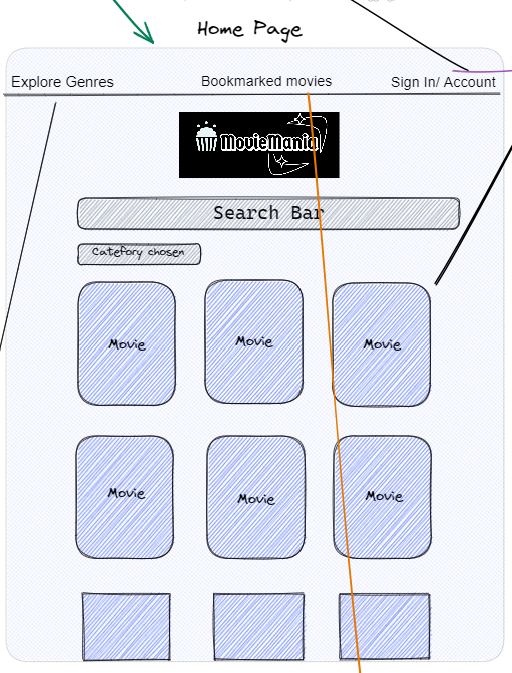 Home Page
Explore Genres
Bookmarked movies
Sign In/ Account
MovieMania
Search Bar
Catefory chosen
Movie
Movie
Movie
Movie
Movie
Movie